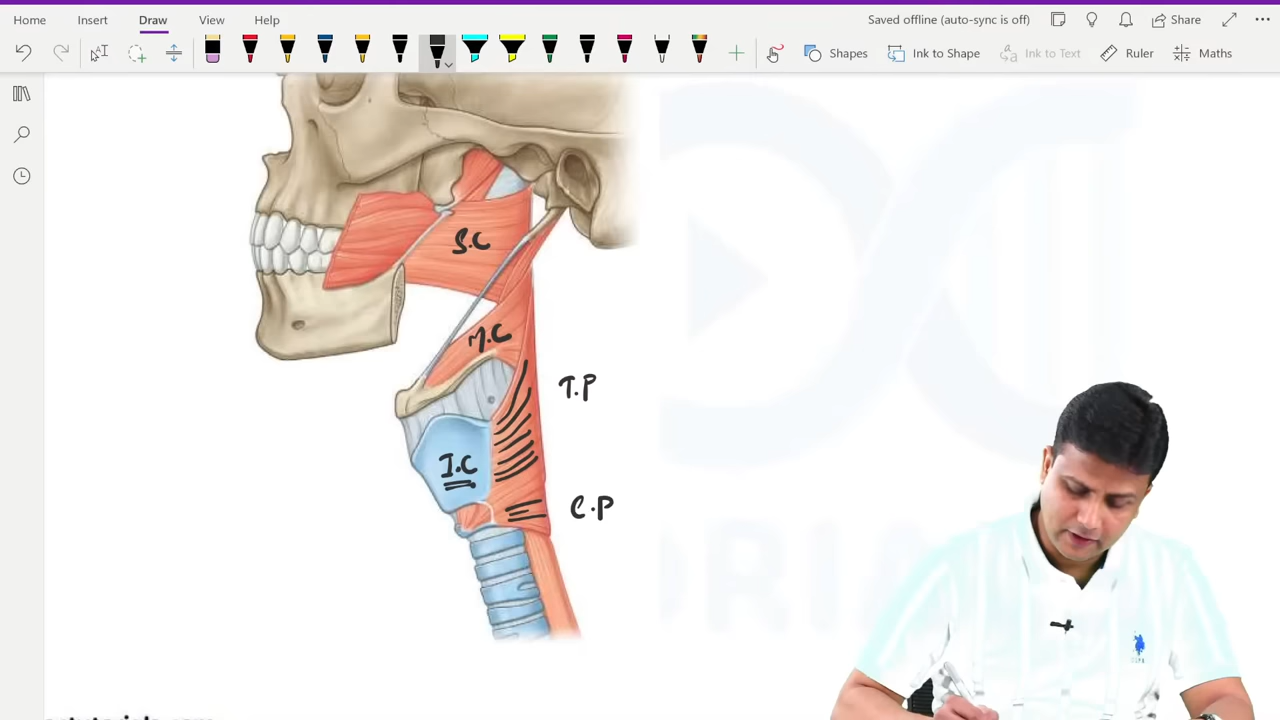 Home Insert Draw View Help
Saved offline (auto-sync is off) Share
Shapes Ink to Shape Ink to Text Ruler Maths
S.C
M.C
T.P
I.C
C.P